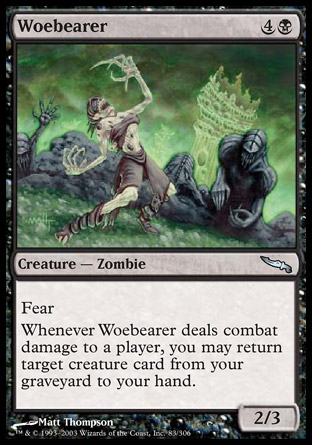 Woebearer 4
Creature — Zombie
Fear
Whenever Woebearer deals combat
damage to a player, you may return
target creature card from your
graveyard to your hand.
Matt Thompson
™ & © 1993–2003 Wizards of the Coast, Inc. 83/306
2/3